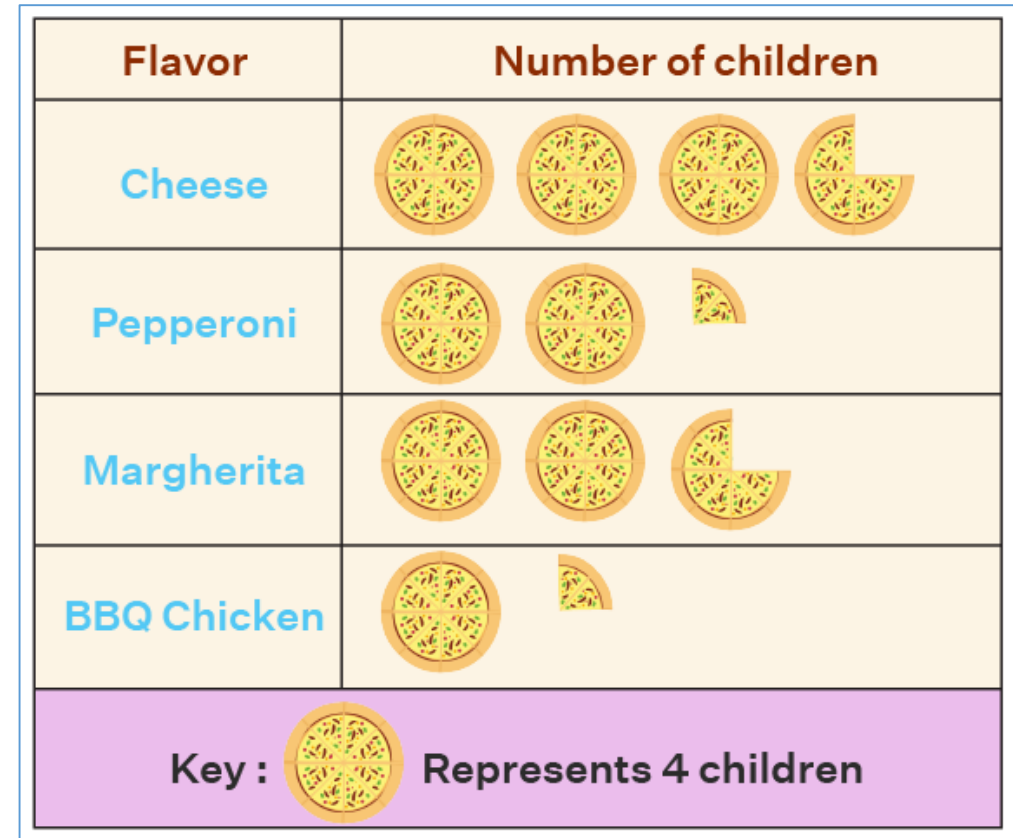 Flavor Number of children
Cheese
Pepperoni
Margherita
BBQ Chicken
Key : Represents 4 children